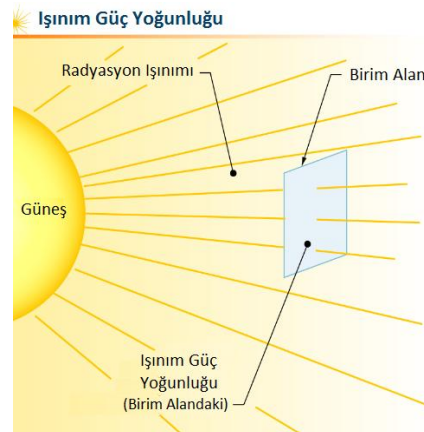 Işınım Güç Yoğunluğu
Radyasyon Işınımı
Birim Alan
Güneş
Işınım Güç
Yoğunluğu
(Birim Alandaki)